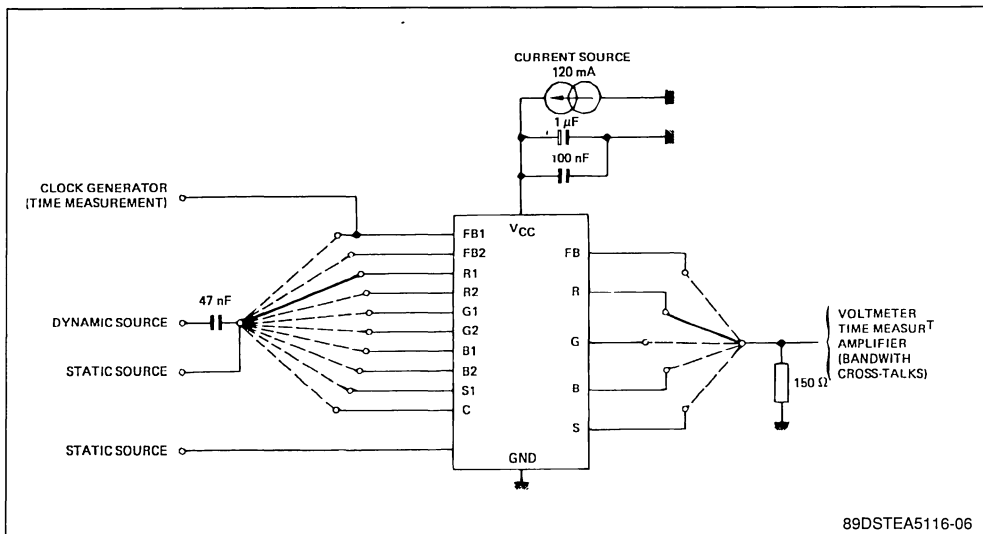 CURRENT SOURCE
120 mA
1 µF
100 nF
CLOCK GENERATOR
(TIME MEASUREMENT)
VCC
FB1
FB2
R1
R2
G1
G2
B1
B2
S1
C
FB
R
G
B
S
GND
47 nF
DYNAMIC SOURCE
STATIC SOURCE
STATIC SOURCE
VOLTMETER
TIME MEASURT
AMPLIFIER
(BANDWITH
CROSS-TALKS)
150 Ω
89DSTEA5116-06